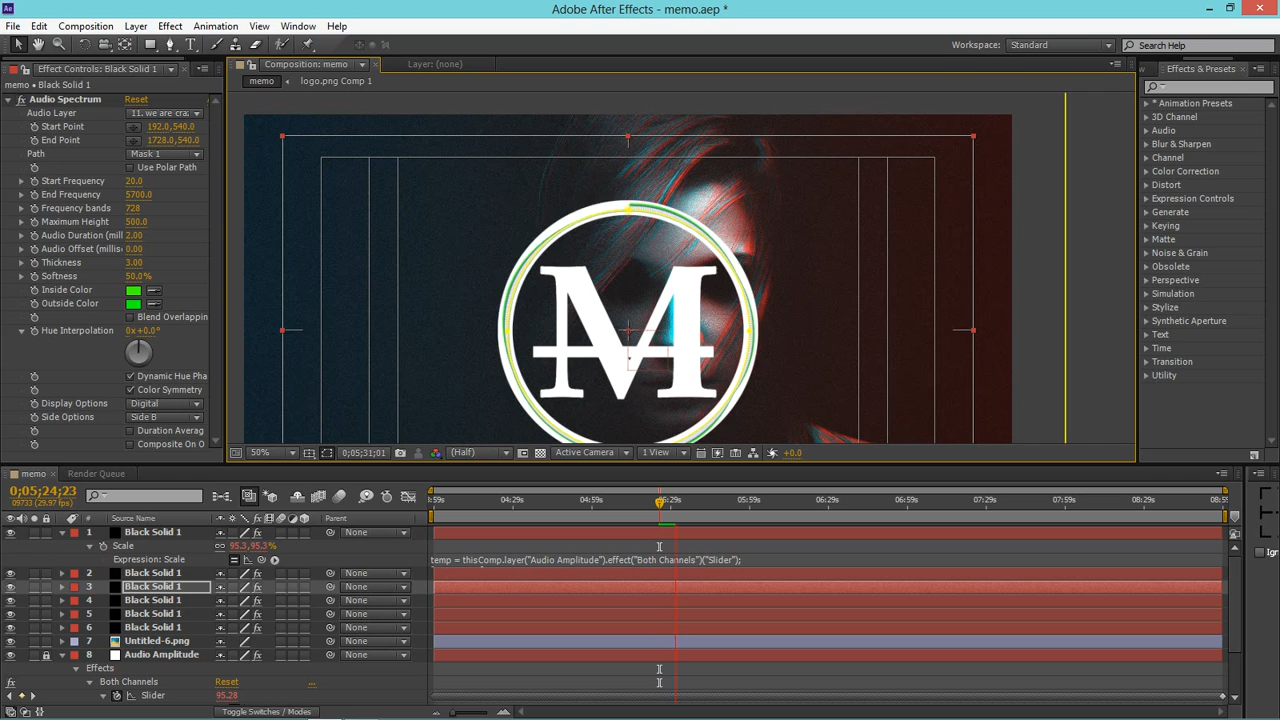 Ae Adobe After Effects - memo.aep *
File Edit Composition Layer Effect Animation View Window Help
T Workspace: Standard Search Help
Effect Controls: Black Solid 1
Composition: memo
Layer: (none)
Effects & Presets
memo • Black Solid 1
memo logo.png Comp 1
fx Audio Spectrum Reset
Audio Layer 11. we are cra
Start Point 192.0,540.0
End Point 1728.0,540.0
Path Mask 1
Use Polar Path
Start Frequency 20.0
End Frequency 5700.0
Frequency bands 728
Maximum Height 500.0
Audio Duration (mill 2.00
Audio Offset (millise 0.00
Thickness 3.00
Softness 50.0%
Inside Color
Outside Color
Blend Overlappin
Hue Interpolation 0x+0.0°
Dynamic Hue Pha
Color Symmetry
Display Options Digital
Side Options Side B
Duration Averag
Composite On O
M
* Animation Presets
3D Channel
Audio
Blur & Sharpen
Channel
Color Correction
Distort
Expression Controls
Generate
Keying
Matte
Noise & Grain
Obsolete
Perspective
Simulation
Stylize
Synthetic Aperture
Text
Time
Transition
Utility
50% 0;05;31;01 (Half) Active Camera 1 View +0.0
memo Render Queue
0;05;24;23
09733 (29.97 fps)
:59s 04:29s 04:59s 05:29s 05:59s 06:29s 06:59s 07:29s 07:59s 08:29s 08:59
# Source Name fx Parent
1 Black Solid 1 fx None
Scale 95.3,95.3%
Expression: Scale temp = thisComp.layer("Audio Amplitude").effect("Both Channels")("Slider");
2 Black Solid 1 fx None
3 Black Solid 1 fx None
4 Black Solid 1 fx None
5 Black Solid 1 fx None
6 Black Solid 1 fx None
7 Untitled-6.png None
8 Audio Amplitude fx None
Effects
fx Both Channels Reset ...
Slider 95.28
Toggle Switches / Modes
Ign